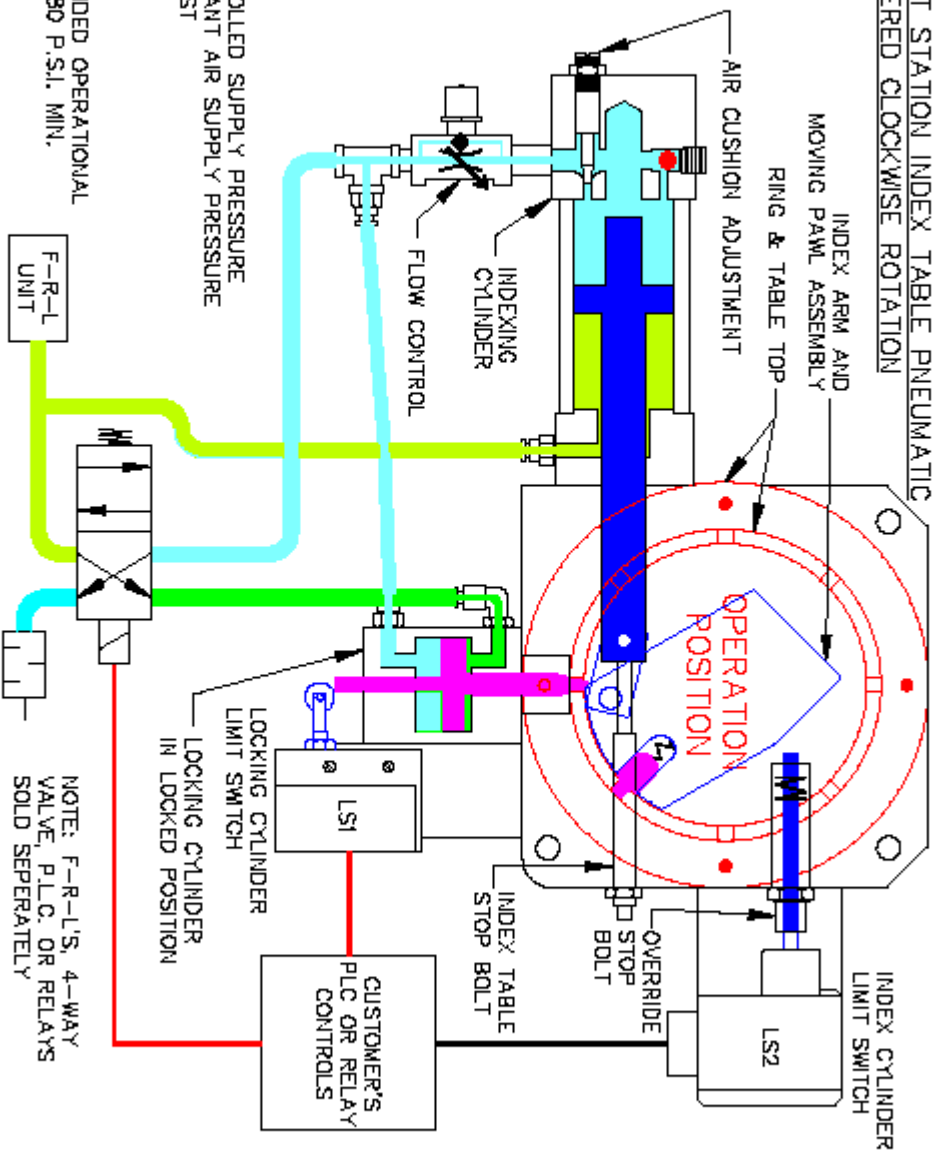 T STATION INDEX TABLE PNEUMATIC
ERED CLOCKWISE ROTATION
INDEX ARM AND
MOVING PAWL ASSEMBLY
RING & TABLE TOP
AIR CUSHION ADJUSTMENT
INDEXING
CYLINDER
FLOW CONTROL
OLLED SUPPLY PRESSURE
ANT AIR SUPPLY PRESSURE
ST
NDED OPERATIONAL
80 P.S.I. MIN.
F-R-L
UNIT
OPERATION
POSITION
INDEX CYLINDER
LIMIT SWITCH
LS2
OVERRIDE
STOP
BOLT
INDEX TABLE
STOP BOLT
LOCKING CYLINDER
LIMIT SWITCH
LS1
LOCKING CYLINDER
IN LOCKED POSITION
CUSTOMER'S
PLC OR RELAY
CONTROLS
NOTE: F-R-L'S, 4-WAY
VALVE, P.L.C. OR RELAYS
SOLD SEPERATELY